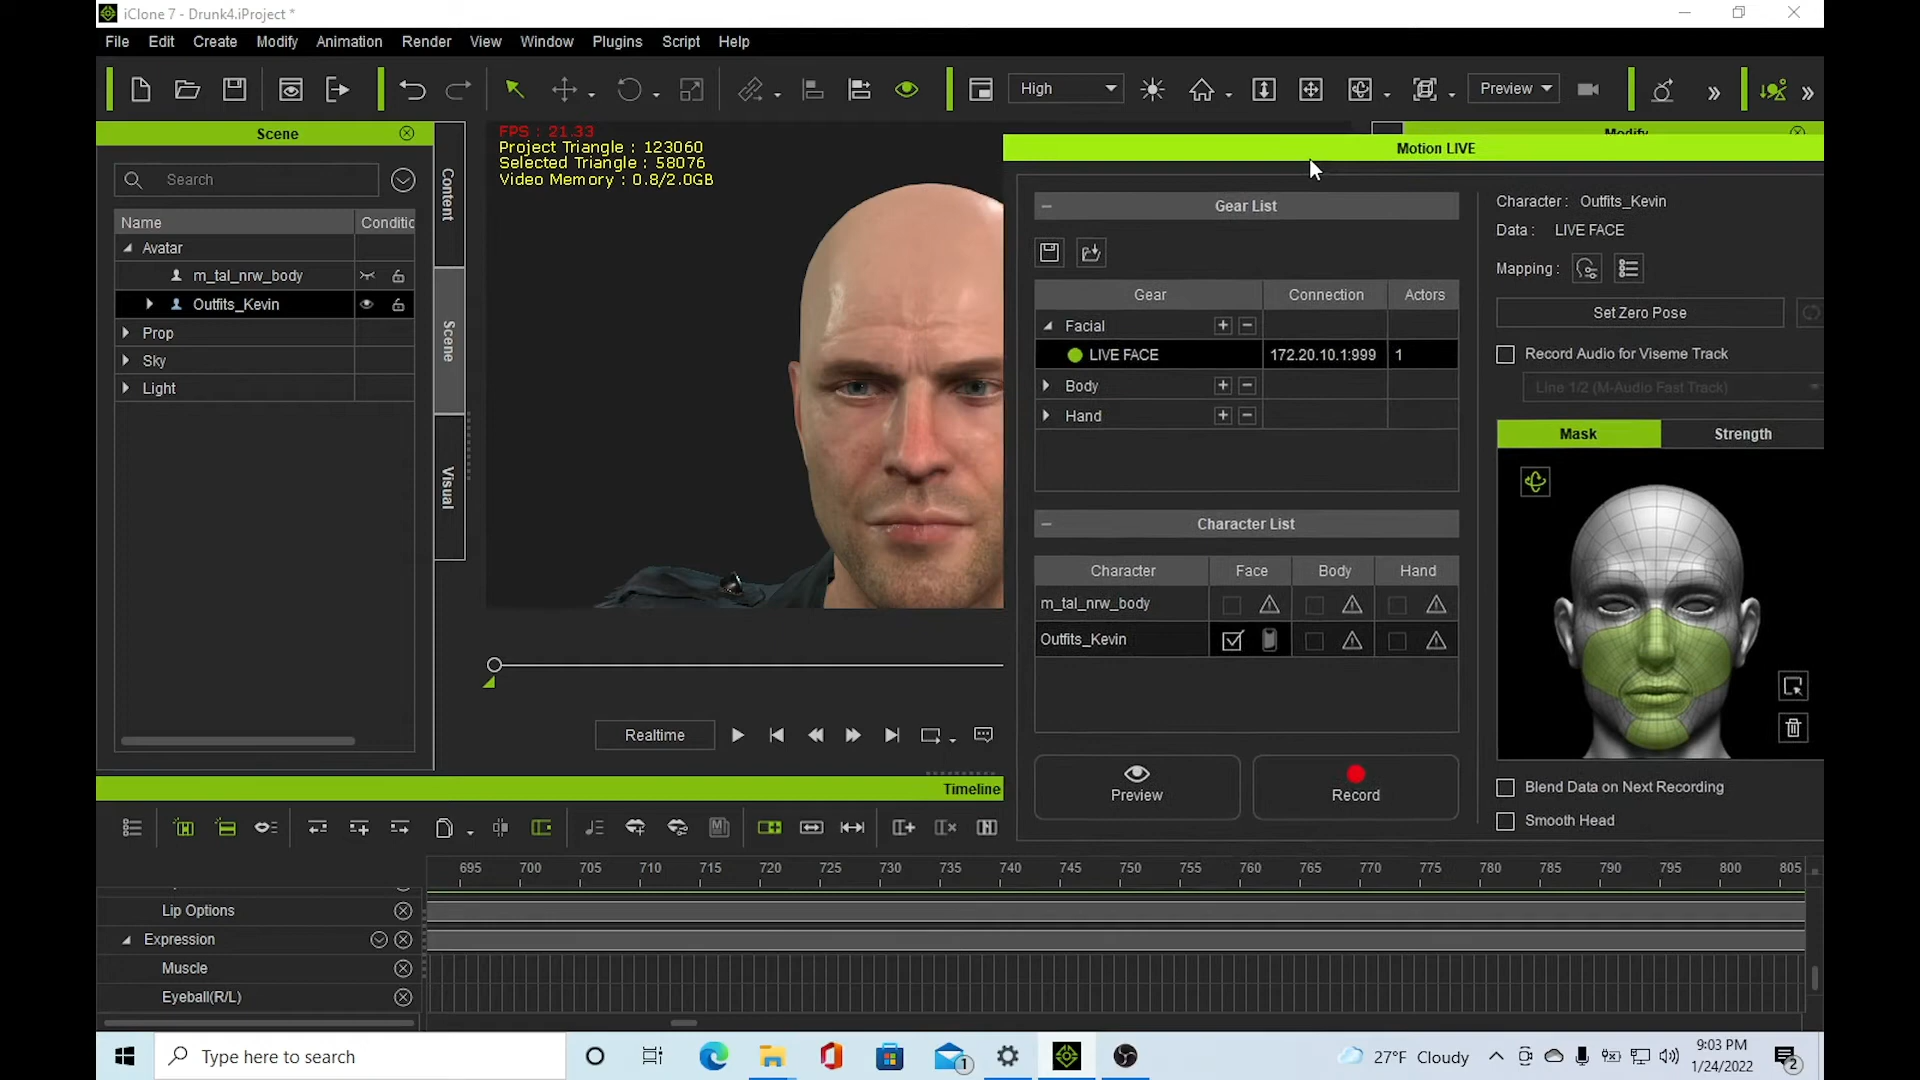 iClone 7 - Drunk4.iProject *
File Edit Create Modify Animation Render View Window Plugins Script Help
High
Preview
Scene
Search
Name
Conditic
Avatar
m_tal_nrw_body
Outfits_Kevin
Prop
Sky
Light
Content
Scene
Visual
FPS : 21.33
Project Triangle : 123060
Selected Triangle : 58076
Video Memory : 0.8/2.0GB
Modify
Motion LIVE
Gear List
Gear Connection Actors
Facial
LIVE FACE 172.20.10.1:999 1
Body
Hand
Character List
Character Face Body Hand
m_tal_nrw_body
Outfits_Kevin
Preview
Record
Character : Outfits_Kevin
Data : LIVE FACE
Mapping :
Set Zero Pose
Record Audio for Viseme Track
Line 1/2 (M-Audio Fast Track)
Mask Strength
Blend Data on Next Recording
Smooth Head
Realtime
Timeline
695 700 705 710 715 720 725 730 735 740 745 750 755 760 765 770 775 780 785 790 795 800 805
Lip Options
Expression
Muscle
Eyeball(R/L)
Type here to search
1
27°F Cloudy
9:03 PM
1/24/2022
2